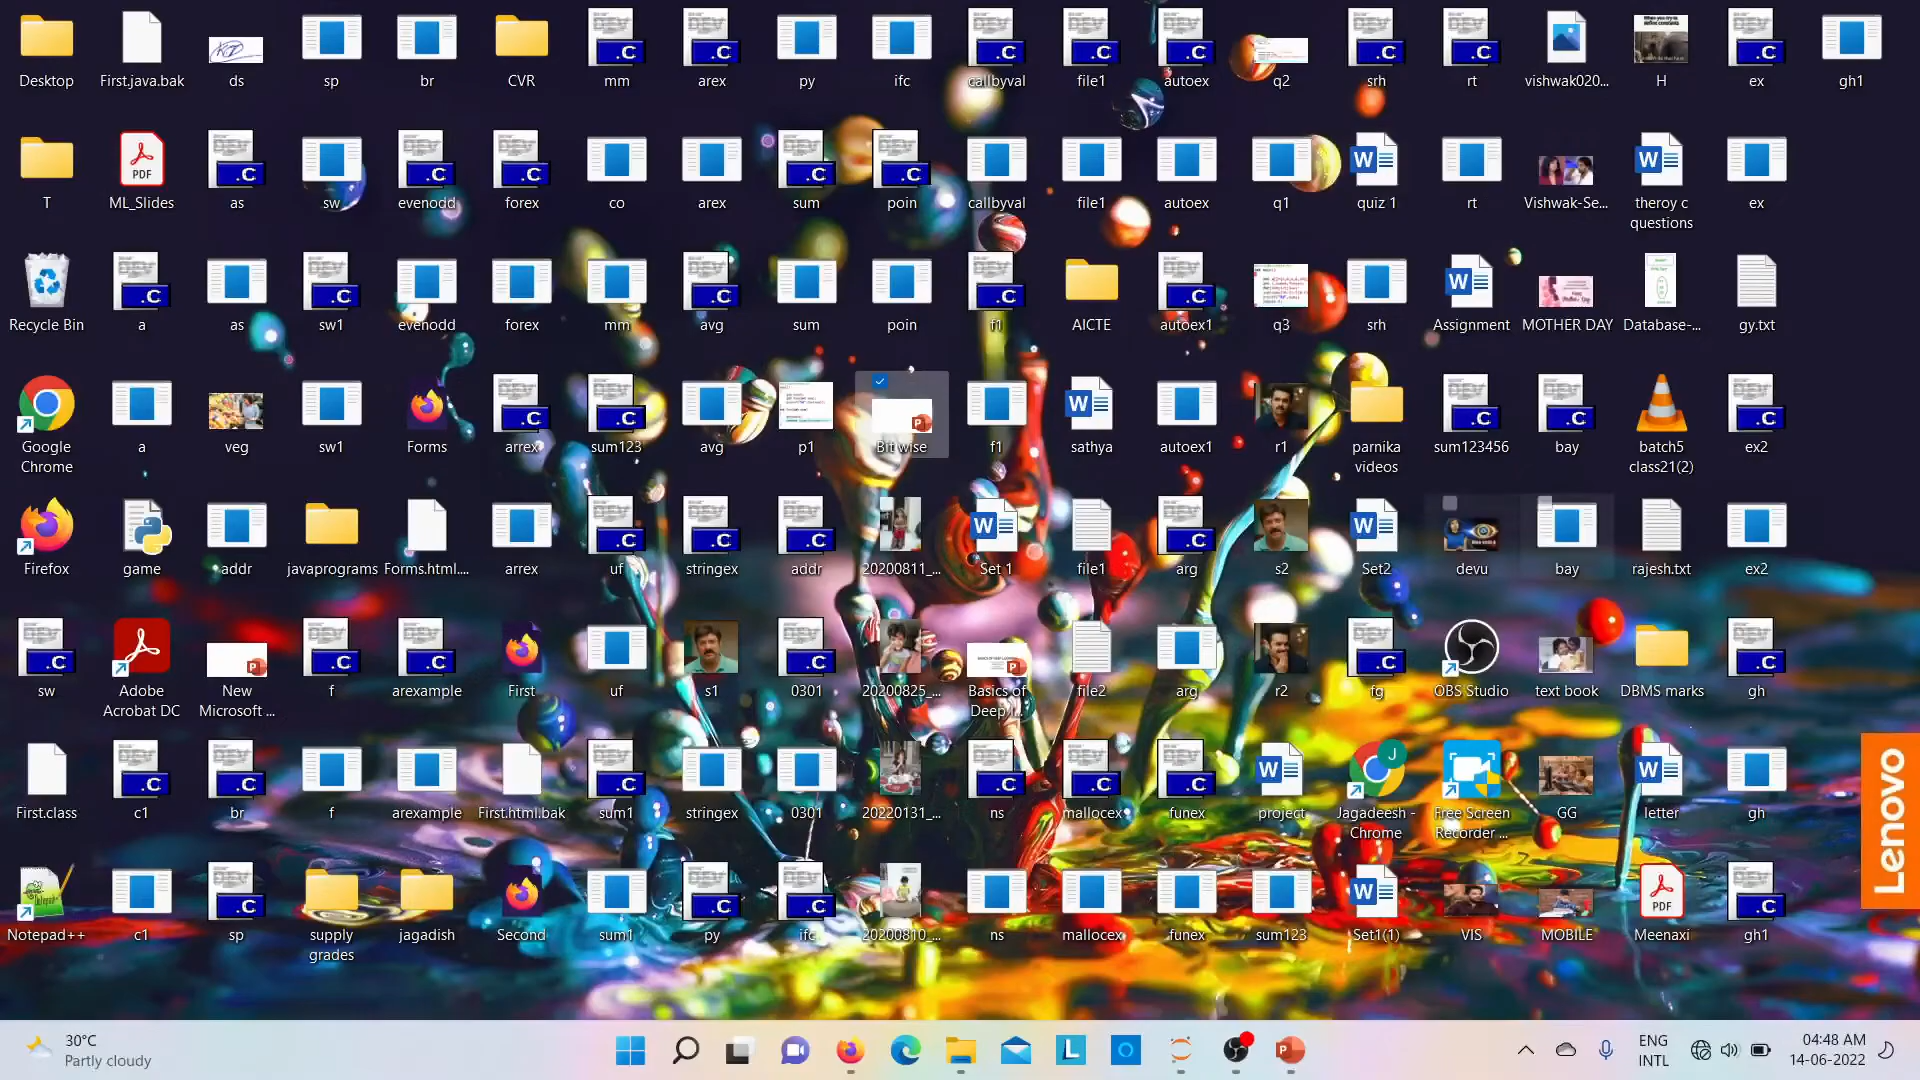 Desktop
First.java.bak
ds
sp
br
CVR
mm
arex
py
ifc
callbyval
file1
autoex
q2
srh
rt
vishwak020...
H
ex
gh1
T
ML_Slides
as
sw
evenodd
forex
co
arex
sum
poin
callbyval
file1
autoex
q1
quiz 1
rt
Vishwak-Se...
theroy c
questions
ex
Recycle Bin
a
as
sw1
evenodd
forex
mm
avg
sum
poin
f1
AICTE
autoex1
q3
srh
Assignment
MOTHER DAY
Database-...
gy.txt
Google
Chrome
a
veg
sw1
Forms
arrex
sum123
avg
p1
Bit wise
f1
sathya
autoex1
r1
parnika
videos
sum123456
bay
batch5
class21(2)
ex2
Firefox
game
addr
javaprograms
Forms.html....
arrex
uf
stringex
addr
20200811_...
Set 1
file1
arg
s2
Set2
devu
bay
rajesh.txt
ex2
sw
Adobe
Acrobat DC
New
Microsoft ...
f
arexample
First
uf
s1
0301
20200825_...
Basics of
Deep l...
file2
arg
r2
fg
OBS Studio
text book
DBMS marks
gh
First.class
c1
br
f
arexample
First.html.bak
sum1
stringex
0301
20220131_...
ns
mallocex
funex
project
Jagadeesh -
Chrome
Free Screen
Recorder ...
GG
letter
gh
Notepad++
c1
sp
supply
grades
jagadish
Second
sum1
py
ifc
20200810_...
ns
mallocex
funex
sum123
Set1(1)
VIS
MOBILE
Meenaxi
gh1
Lenovo
30°C
Partly cloudy
ENG
INTL
04:48 AM
14-06-2022